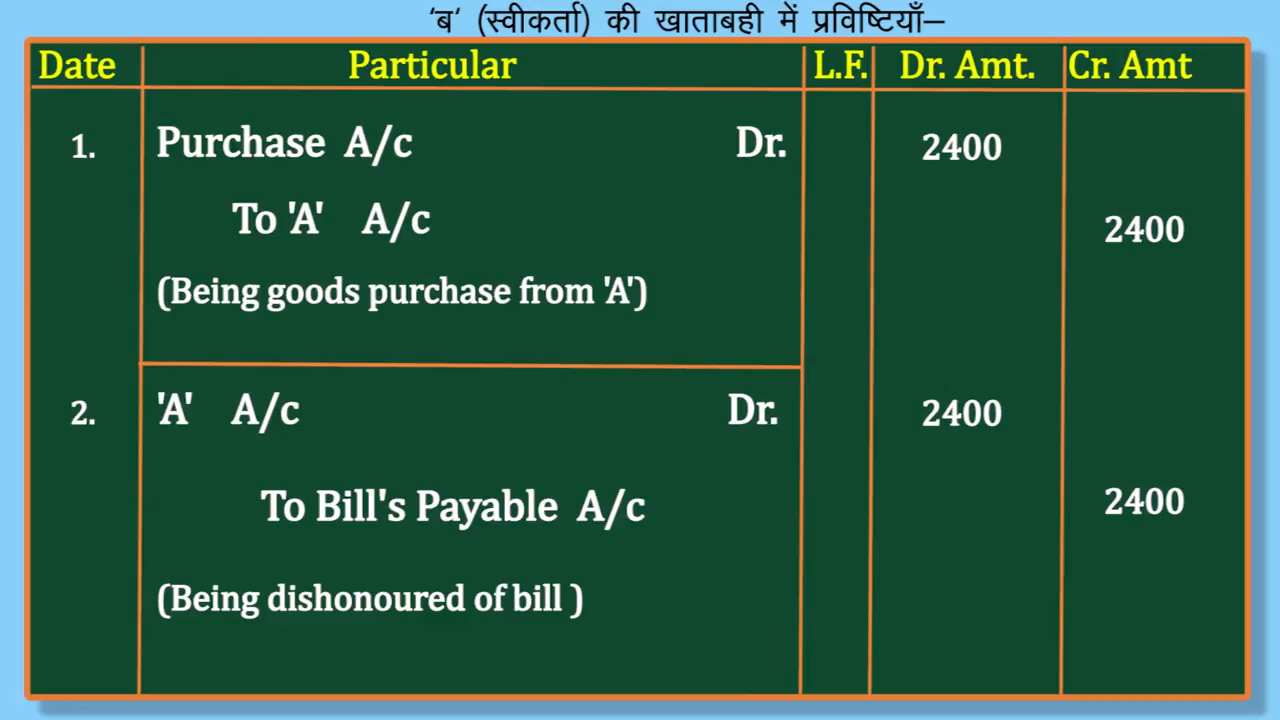 ‘ब‘ (स्वीकर्ता) की खाताबही में प्रविष्टियाँ–
Date Particular L.F. Dr. Amt. Cr. Amt
1. Purchase A/c Dr. 2400
To 'A' A/c 2400
(Being goods purchase from 'A')
2. 'A' A/c Dr. 2400
To Bill's Payable A/c 2400
(Being dishonoured of bill )